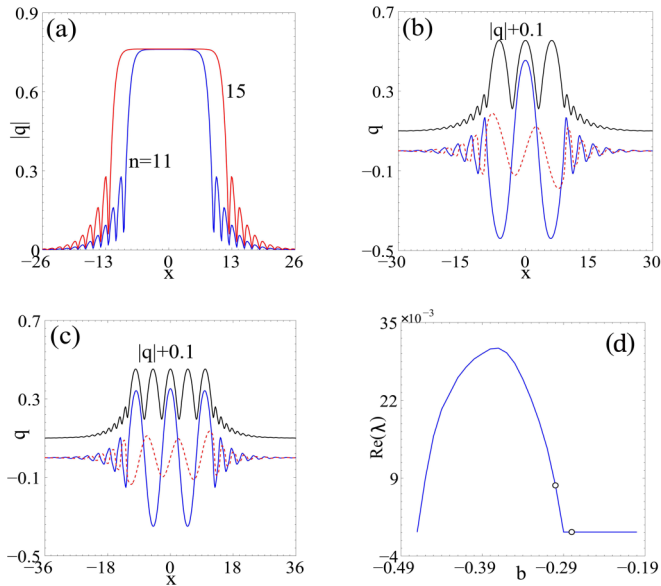 0.9
(a)
0.6
|q|
15
0.3
n=11
0
−26
−13
0
13
26
x
0.7
(b)
|q|+0.1
0.3
q
−0.1
−0.5
−30
−15
0
15
30
x
0.7
(c)
|q|+0.1
0.3
q
−0.1
−0.5
−36
−18
0
18
36
x
×10⁻³
35
(d)
22
Re(λ)
9
−4
−0.49
−0.39
−0.29
−0.19
b